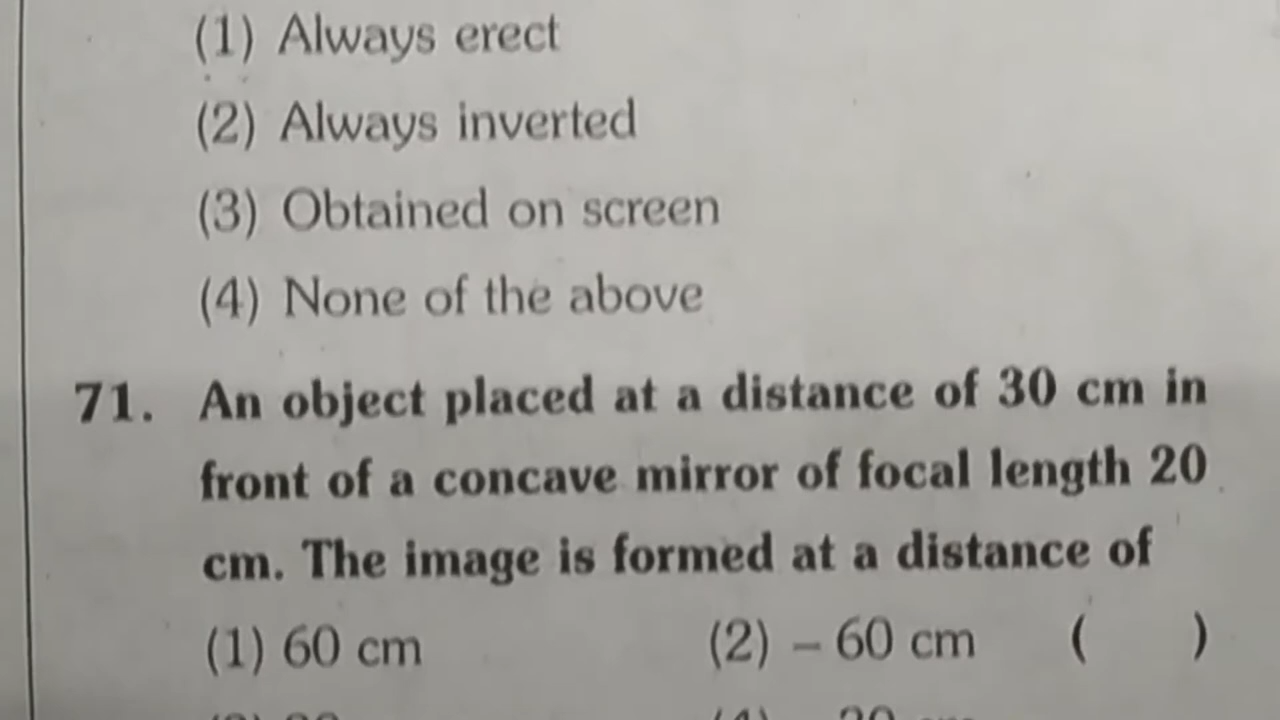 (1) Always erect
(2) Always inverted
(3) Obtained on screen
(4) None of the above
71. An object placed at a distance of 30 cm in
front of a concave mirror of focal length 20
cm. The image is formed at a distance of
(1) 60 cm (2) – 60 cm ( )